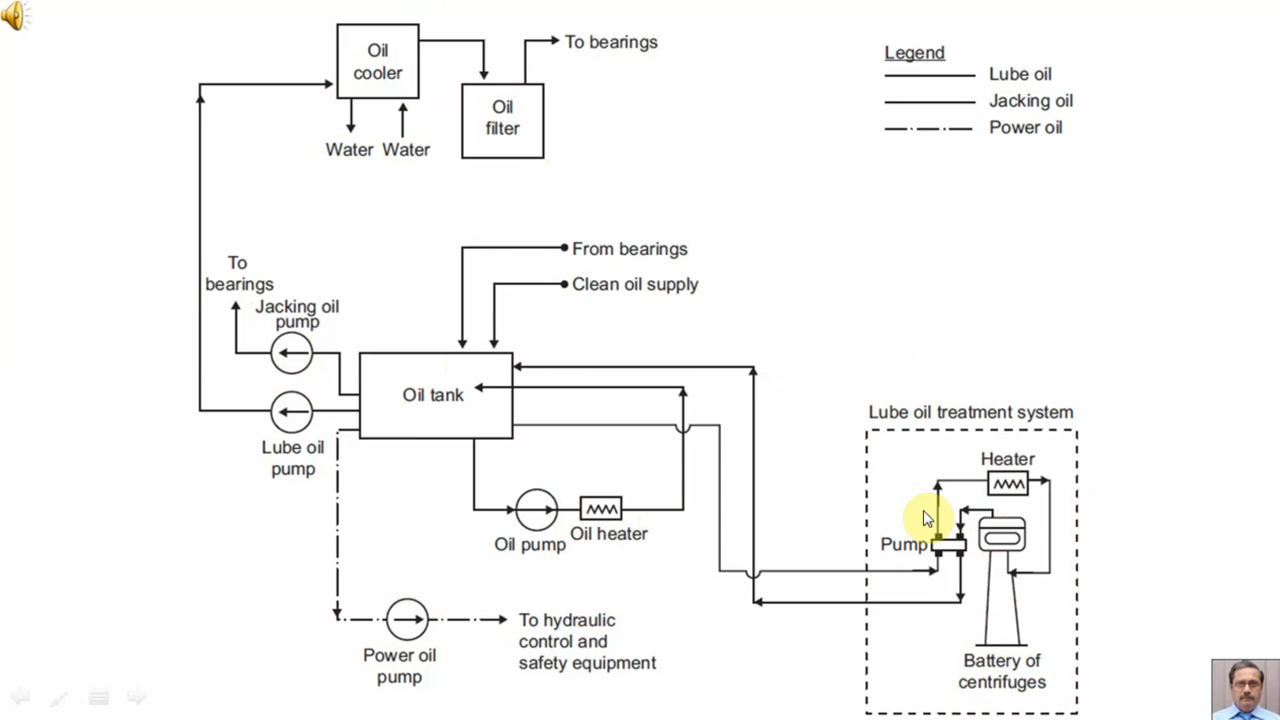 Oil
cooler
To bearings
Legend
Lube oil
Jacking oil
Power oil
Oil
filter
Water Water
From bearings
Clean oil supply
To
bearings
Jacking oil
pump
Oil tank
Lube oil
pump
Lube oil treatment system
Heater
Pump
Oil pump
Oil heater
To hydraulic
control and
safety equipment
Power oil
pump
Battery of
centrifuges